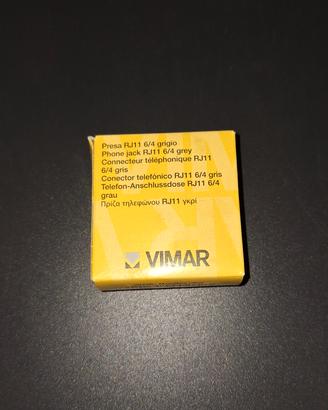 Presa RJ11 6/4 grigio
Phone jack RJ11 6/4 grey
Connecteur téléphonique RJ11
6/4 gris
Conector telefónico RJ11 6/4 gris
Telefon-Anschlussdose RJ11 6/4
grau
Πρίζα τηλεφώνου RJ11 γκρί
VIMAR